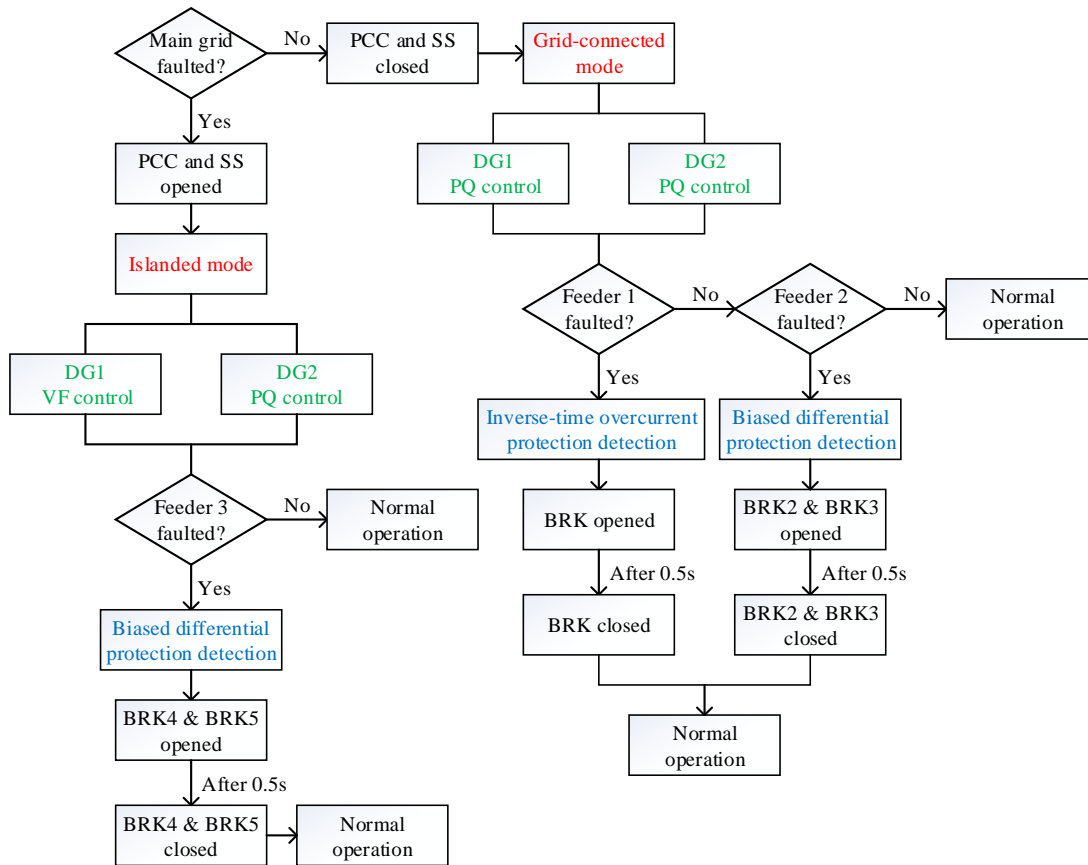 Main grid
faulted?
No
PCC and SS
closed
Grid-connected
mode
Yes
PCC and SS
opened
DG1
PQ control
DG2
PQ control
Islanded mode
Feeder 1
faulted?
No
Feeder 2
faulted?
No
Normal
operation
DG1
VF control
DG2
PQ control
Yes
Yes
Inverse-time overcurrent
protection detection
Biased differential
protection detection
Feeder 3
faulted?
No
Normal
operation
BRK opened
BRK2 & BRK3
opened
Yes
After 0.5s
After 0.5s
Biased differential
protection detection
BRK closed
BRK2 & BRK3
closed
BRK4 & BRK5
opened
Normal
operation
After 0.5s
BRK4 & BRK5
closed
Normal
operation